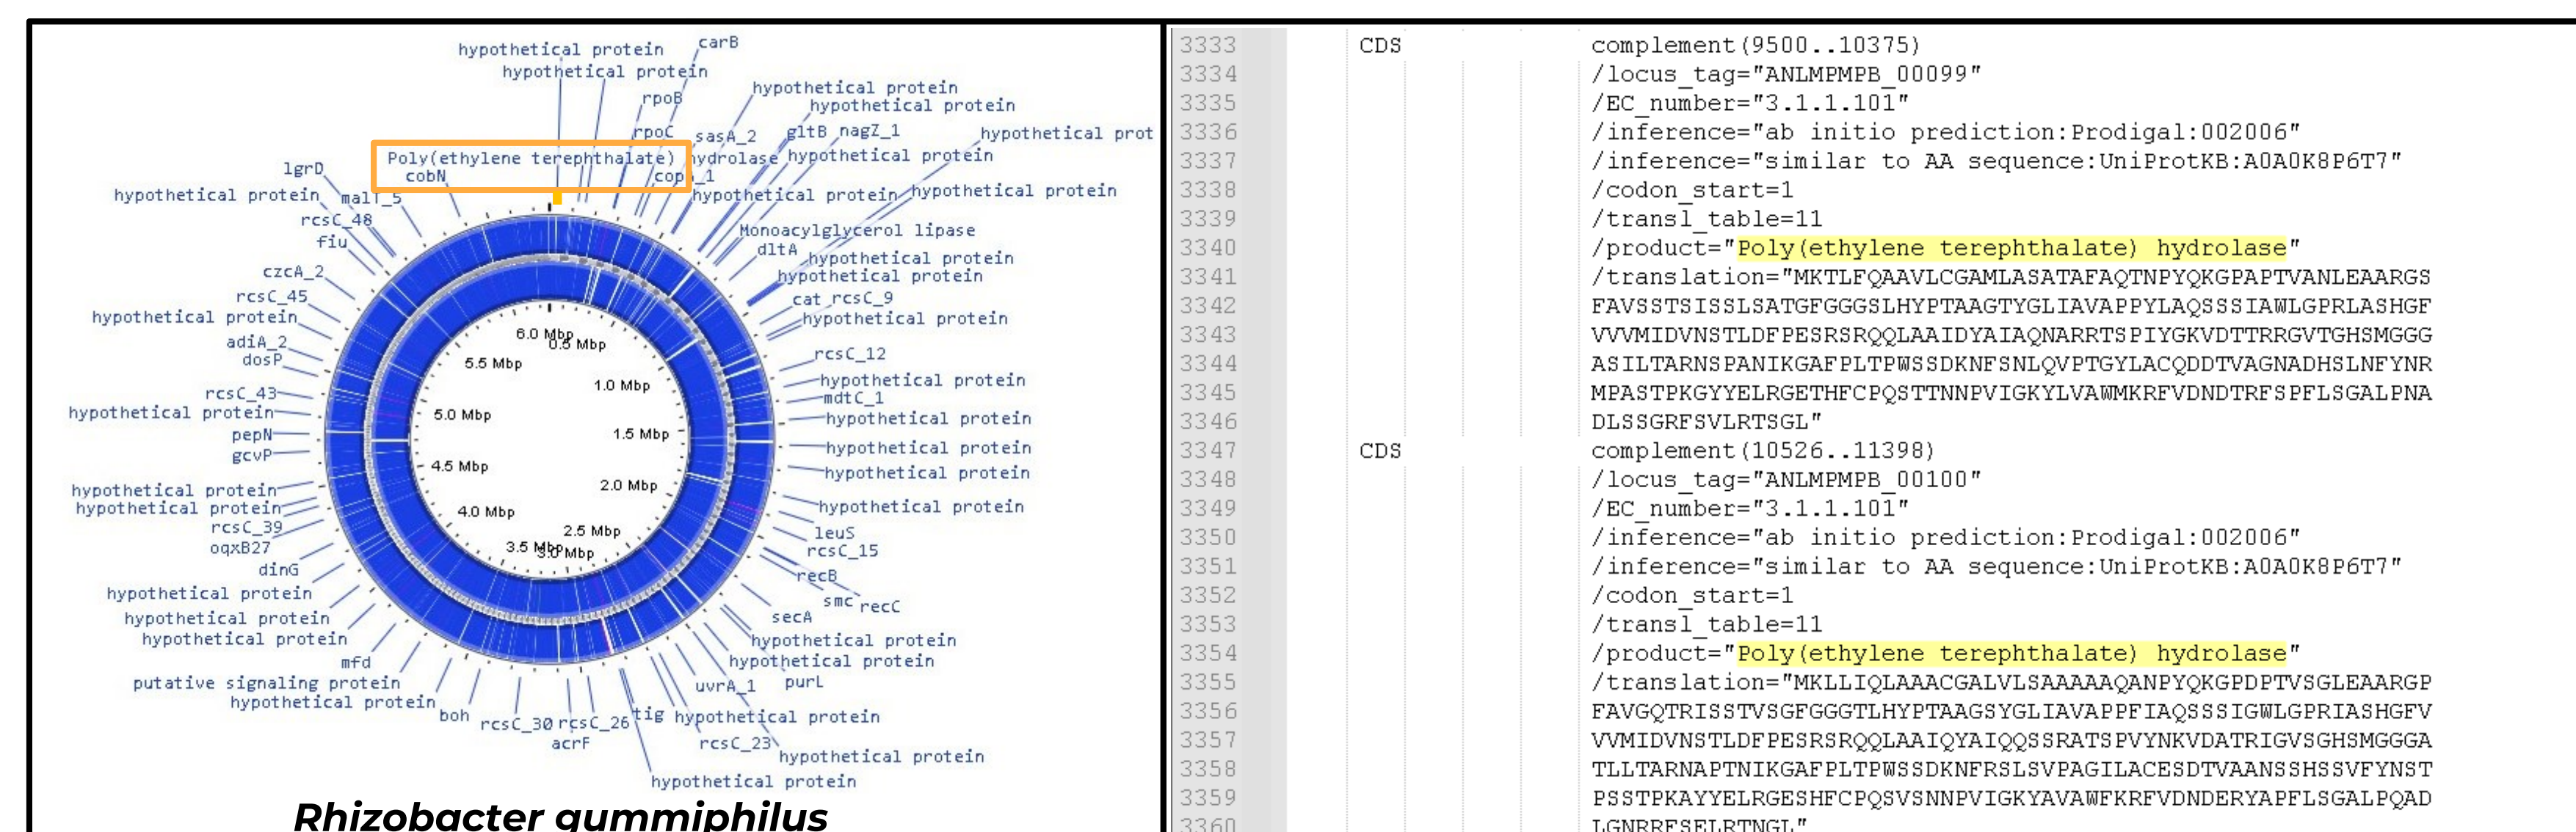 hypothetical protein
carB
hypothetical protein
hypothetical protein
rpoB
hypothetical protein
rpoC
sasA_2
gltB
nagZ_1
hypothetical prot
Poly(ethylene terephthalate) hydrolase
hypothetical protein
cobN
lgrD
hypothetical protein
malT_5
hypothetical protein
hypothetical protein
rcsC_48
fiu
Monoacylglycerol lipase
dltA
hypothetical protein
hypothetical protein
czcA_2
rcsC_45
cat
rcsC_9
hypothetical protein
hypothetical protein
adiA_2
dosP
rcsC_12
hypothetical protein
mdtC_1
rcsC_43
hypothetical protein
hypothetical protein
pepN
gcvP
hypothetical protein
hypothetical protein
hypothetical protein
hypothetical protein
hypothetical protein
rcsC_39
oqxB27
leuS
rcsC_15
dinG
recB
smc
recC
hypothetical protein
secA
hypothetical protein
hypothetical protein
hypothetical protein
hypothetical protein
mfd
putative signaling protein
uvrA_1
purL
hypothetical protein
boh
rcsC_30
rcsC_26
tig
hypothetical protein
acrF
rcsC_23
hypothetical protein
hypothetical protein
6.0 Mbp
0.5 Mbp
5.5 Mbp
1.0 Mbp
5.0 Mbp
1.5 Mbp
4.5 Mbp
2.0 Mbp
4.0 Mbp
2.5 Mbp
3.5 Mbp
3.0 Mbp
Rhizobacter gummiphilus
3333 CDS complement(9500..10375)
3334 /locus_tag="ANLMPMPB_00099"
3335 /EC_number="3.1.1.101"
3336 /inference="ab initio prediction:Prodigal:002006"
3337 /inference="similar to AA sequence:UniProtKB:A0A0K8P6T7"
3338 /codon_start=1
3339 /transl_table=11
3340 /product="Poly(ethylene terephthalate) hydrolase"
3341 /translation="MKTLFQAAVLCGAMLASATAFAQTNPYQKGPAPTVANLEAARGS
3342 FAVSSTSISSLSATGFGGGSLHYPTAAGTYGLIAVAPPYLAQSSSIAWLGPRLASHGF
3343 VVVMIDVNSTLDFPESRSRQQLAAIDYAIAQNARRTSPIYGKVDTTRRGVTGHSMGGG
3344 ASILTARNSPANIKGAFPLTPWSSDKNFSNLQVPTGYLACQDDTVAGNADHSLNFYNR
3345 MPASTPKGYYELRGETHFCPQSTTNNPVIGKYLVAWMKRFVDNDTRFSPFLSGALPNA
3346 DLSSGRFSVLRTSGL"
3347 CDS complement(10526..11398)
3348 /locus_tag="ANLMPMPB_00100"
3349 /EC_number="3.1.1.101"
3350 /inference="ab initio prediction:Prodigal:002006"
3351 /inference="similar to AA sequence:UniProtKB:A0A0K8P6T7"
3352 /codon_start=1
3353 /transl_table=11
3354 /product="Poly(ethylene terephthalate) hydrolase"
3355 /translation="MKLLIQLAAACGALVLSAAAAAQANPYQKGPDPTVSGLEAARGP
3356 FAVGQTRISSTVSGFGGGTLHYPTAAGSYGLIAVAPPFIAQSSSIGWLGPRIASHGFV
3357 VVMIDVNSTLDFPESRSRQQLAAIQYAIQQSSRATSPVYNKVDATRIGVSGHSMGGGA
3358 TLLTARNAPTNIKGAFPLTPWSSDKNFRSLSVPAGILACESDTVAANSSHSSVFYNST
3359 PSSTPKAYYELRGESHFCPQSVSNNPVIGKYAVAWFKRFVDNDERYAPFLSGALPQAD
3360 LGNRRFSELRTNGL"